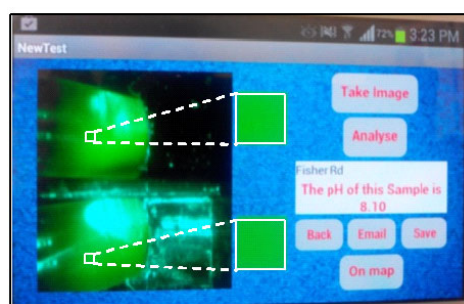 72% 3:23 PM
NewTest
Take Image
Analyse
Fisher Rd
The pH of this Sample is
8.10
Back Email Save
On map